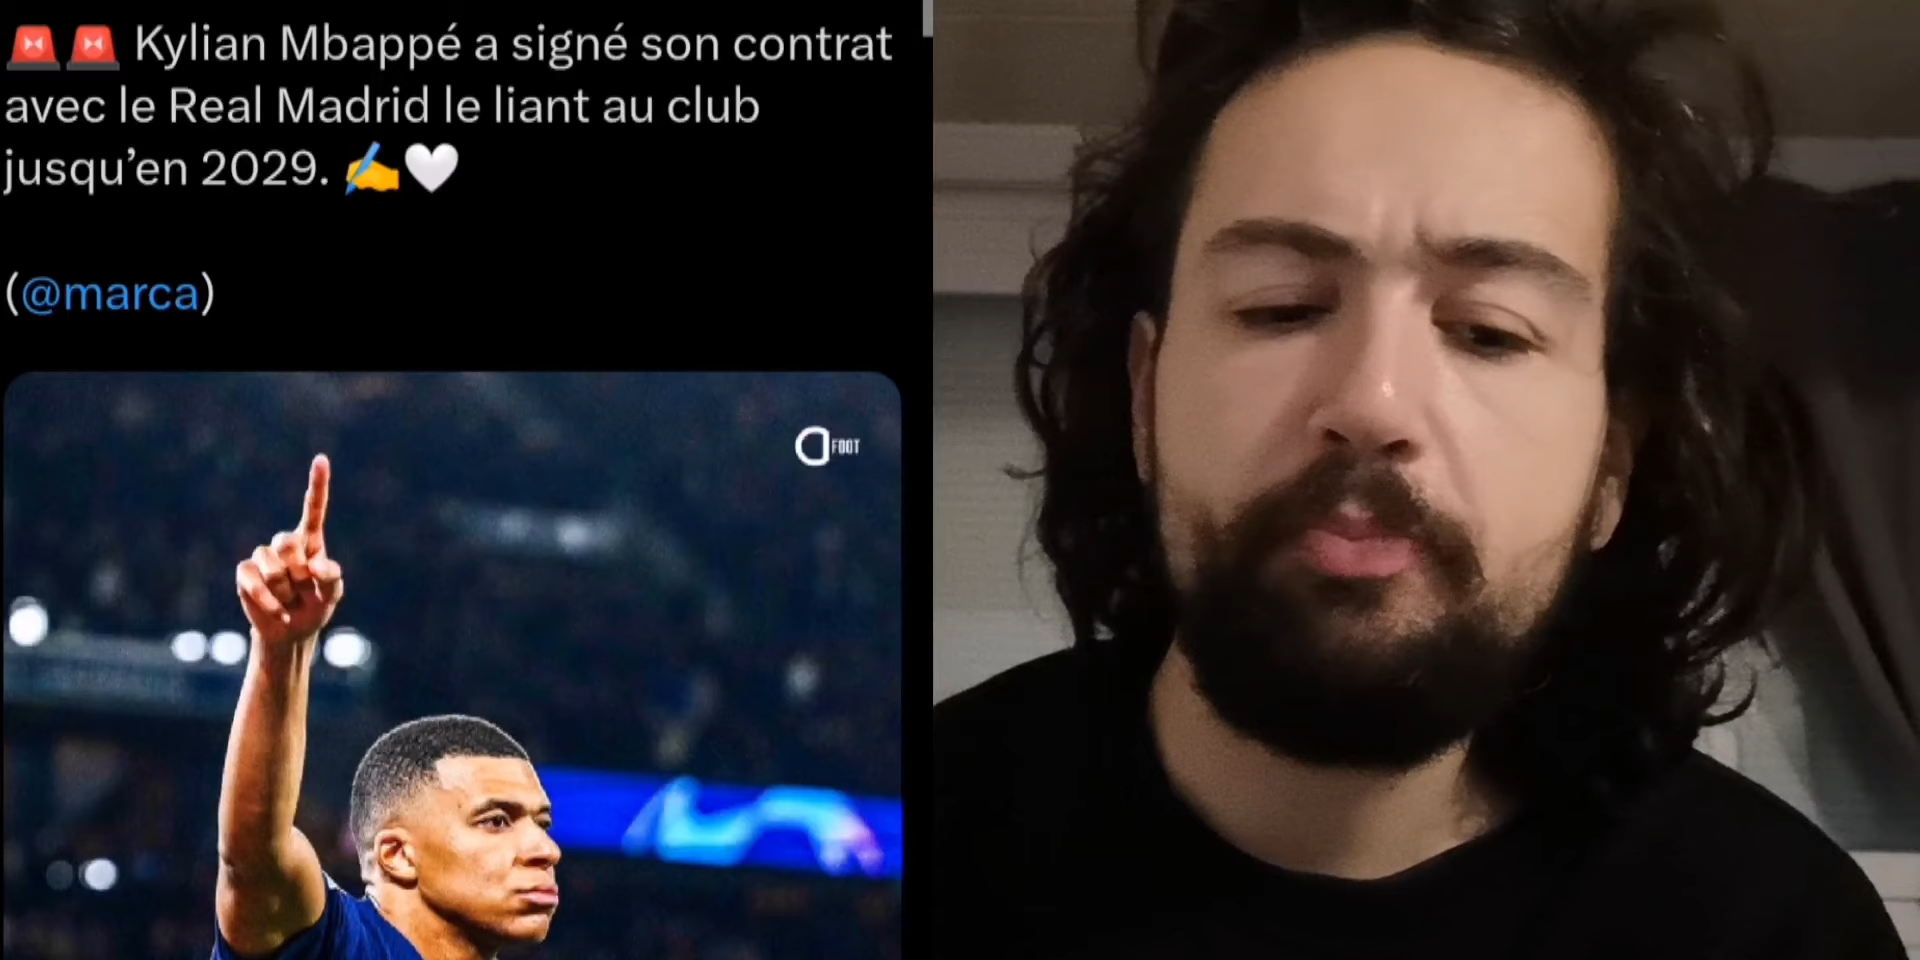 🚨🚨 Kylian Mbappé a signé son contrat
avec le Real Madrid le liant au club
jusqu’en 2029. ✍️🤍
(@marca)
FOOT